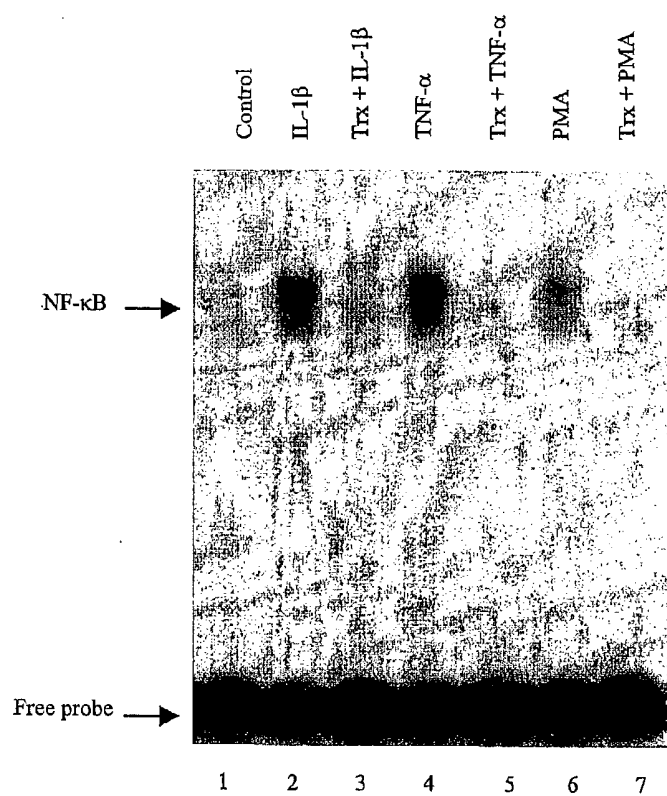 Control
IL-1β
Trx + IL-1β
TNF-α
Trx + TNF-α
PMA
Trx + PMA
NF-κB
Free probe
1 2 3 4 5 6 7